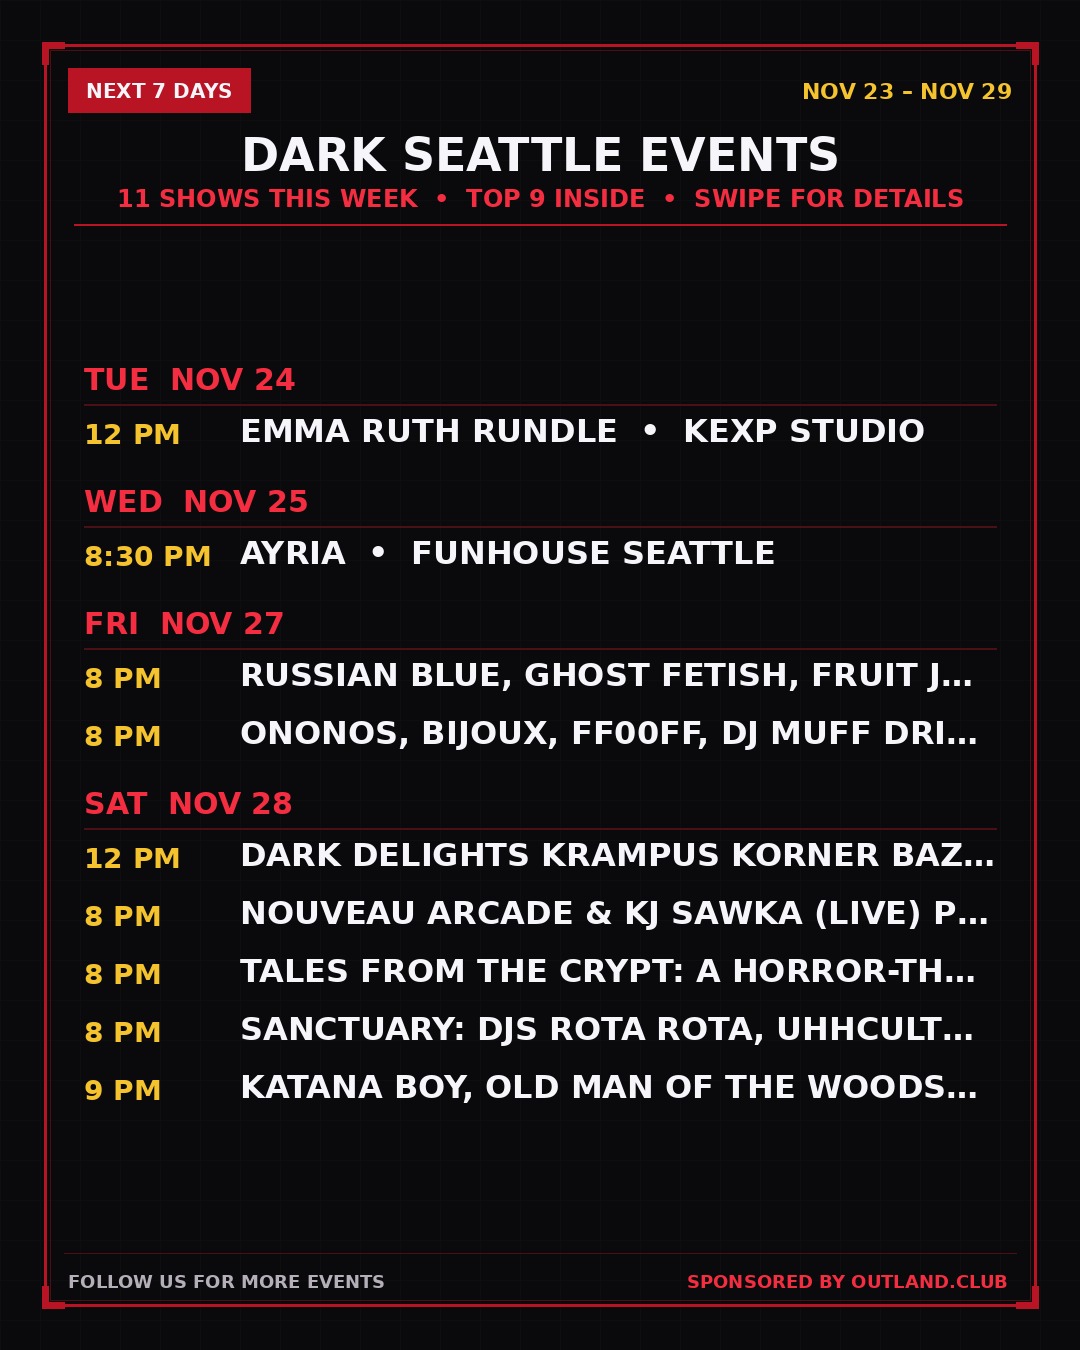 NEXT 7 DAYS
NOV 23 – NOV 29
DARK SEATTLE EVENTS
11 SHOWS THIS WEEK • TOP 9 INSIDE • SWIPE FOR DETAILS
TUE NOV 24
12 PM EMMA RUTH RUNDLE • KEXP STUDIO
WED NOV 25
8:30 PM AYRIA • FUNHOUSE SEATTLE
FRI NOV 27
8 PM RUSSIAN BLUE, GHOST FETISH, FRUIT J...
8 PM ONONOS, BIJOUX, FF00FF, DJ MUFF DRI...
SAT NOV 28
12 PM DARK DELIGHTS KRAMPUS KORNER BAZ...
8 PM NOUVEAU ARCADE & KJ SAWKA (LIVE) P...
8 PM TALES FROM THE CRYPT: A HORROR-TH...
8 PM SANCTUARY: DJS ROTA ROTA, UHHCULT...
9 PM KATANA BOY, OLD MAN OF THE WOODS...
FOLLOW US FOR MORE EVENTS
SPONSORED BY OUTLAND.CLUB